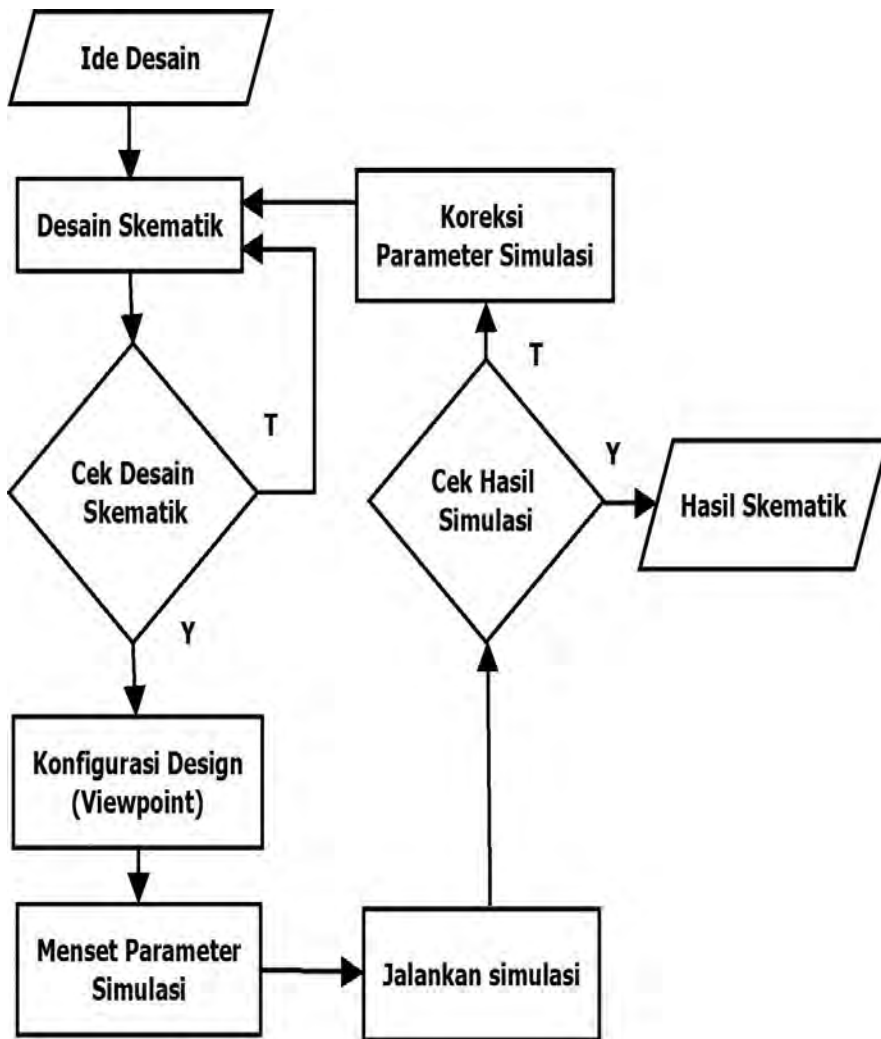 Ide Desain
Desain Skematik
Koreksi
Parameter Simulasi
T
T
Cek Desain
Skematik
Cek Hasil
Simulasi
Y
Hasil Skematik
Y
Konfigurasi Design
(Viewpoint)
Menset Parameter
Simulasi
Jalankan simulasi